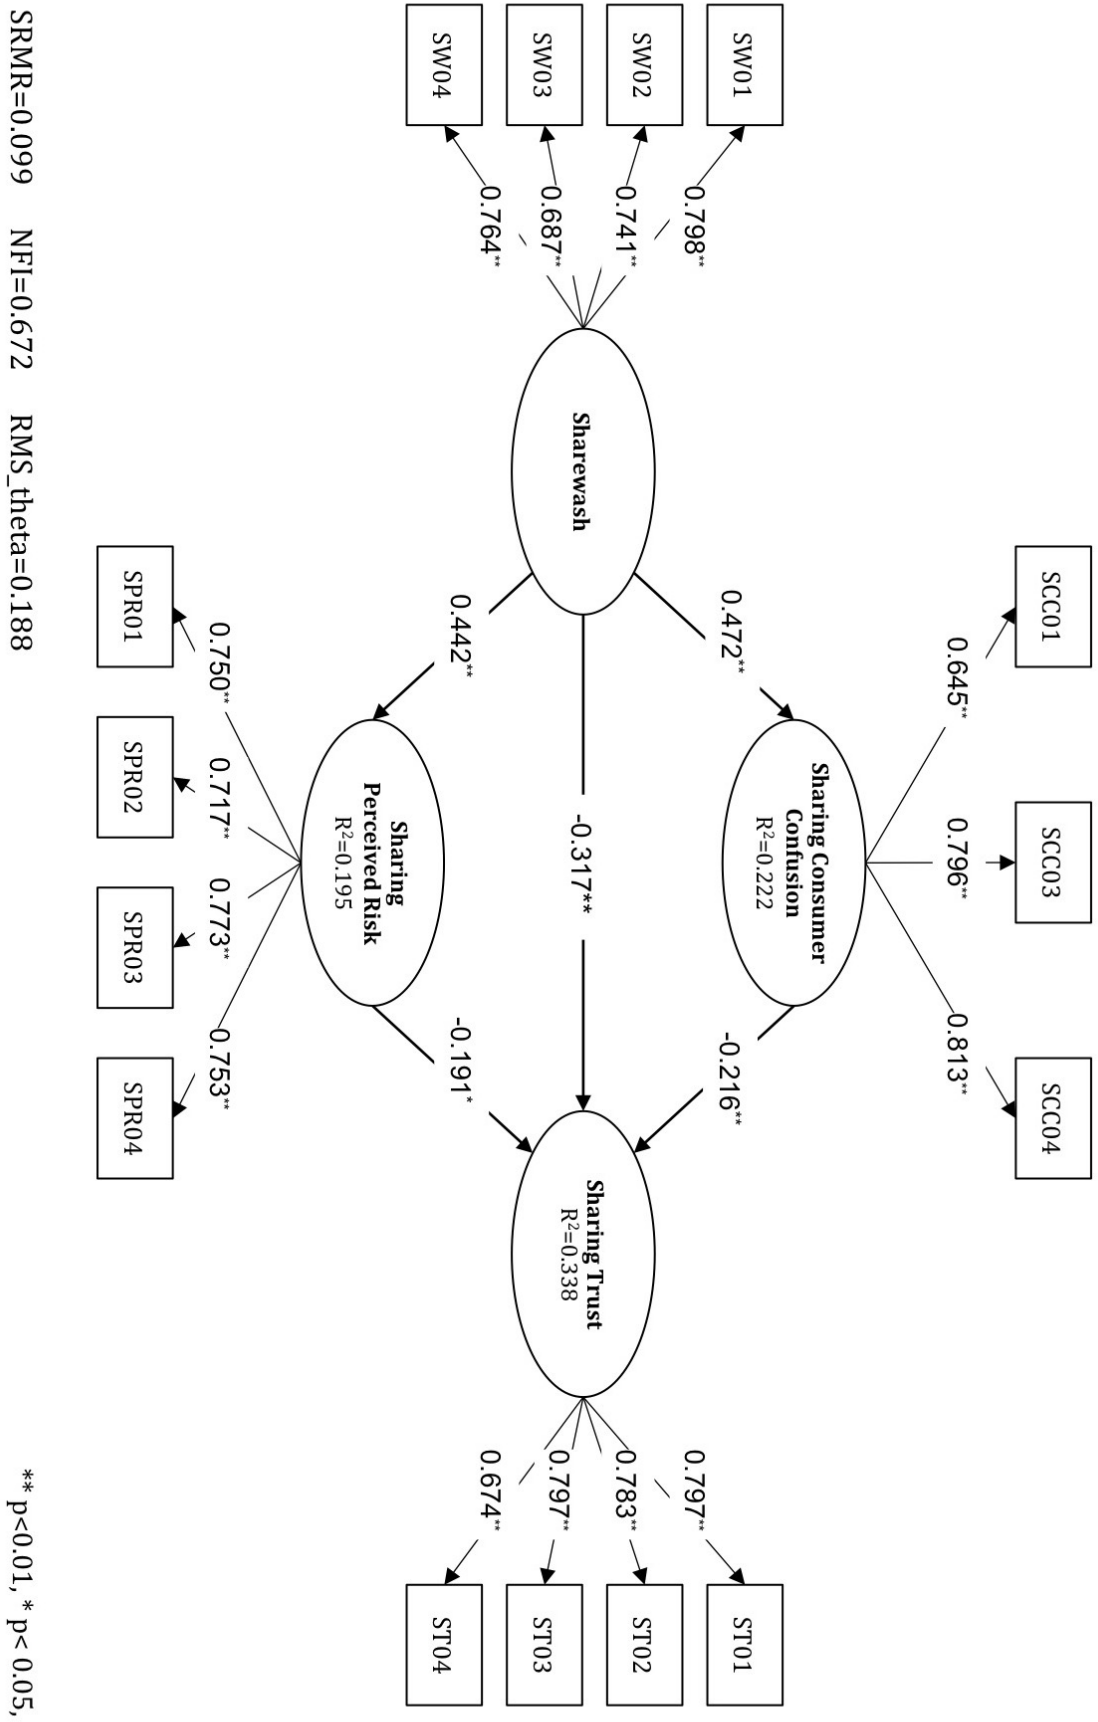 SCC01
SCC03
SCC04
0.645**
0.796**
0.813**
Sharing Consumer
Confusion
R²=0.222
SW01
SW02
SW03
SW04
0.798**
0.741**
0.687**
0.764**
0.472**
-0.216**
Sharewash
-0.317**
Sharing Trust
R²=0.338
0.797**
0.783**
0.797**
0.674**
ST01
ST02
ST03
ST04
0.442**
-0.191*
Sharing
Perceived Risk
R²=0.195
0.750**
0.717**
0.773**
0.753**
SPR01
SPR02
SPR03
SPR04
SRMR=0.099 NFI=0.672 RMS_theta=0.188
** p<0.01, * p< 0.05,